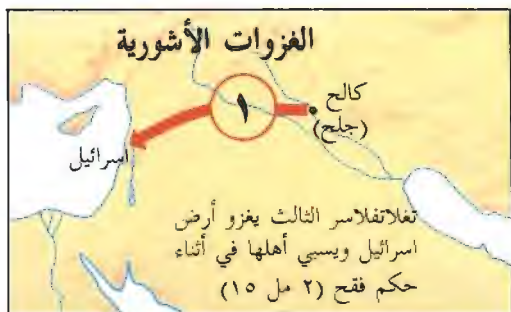 الغزوات الأشورية
كالح
(جلح)
١
اسرائيل
تغلاتفلاسر الثالث يغزو أرض
اسرائيل ويسبي أهلها في أثناء
حكم فقح (٢ مل ١٥)